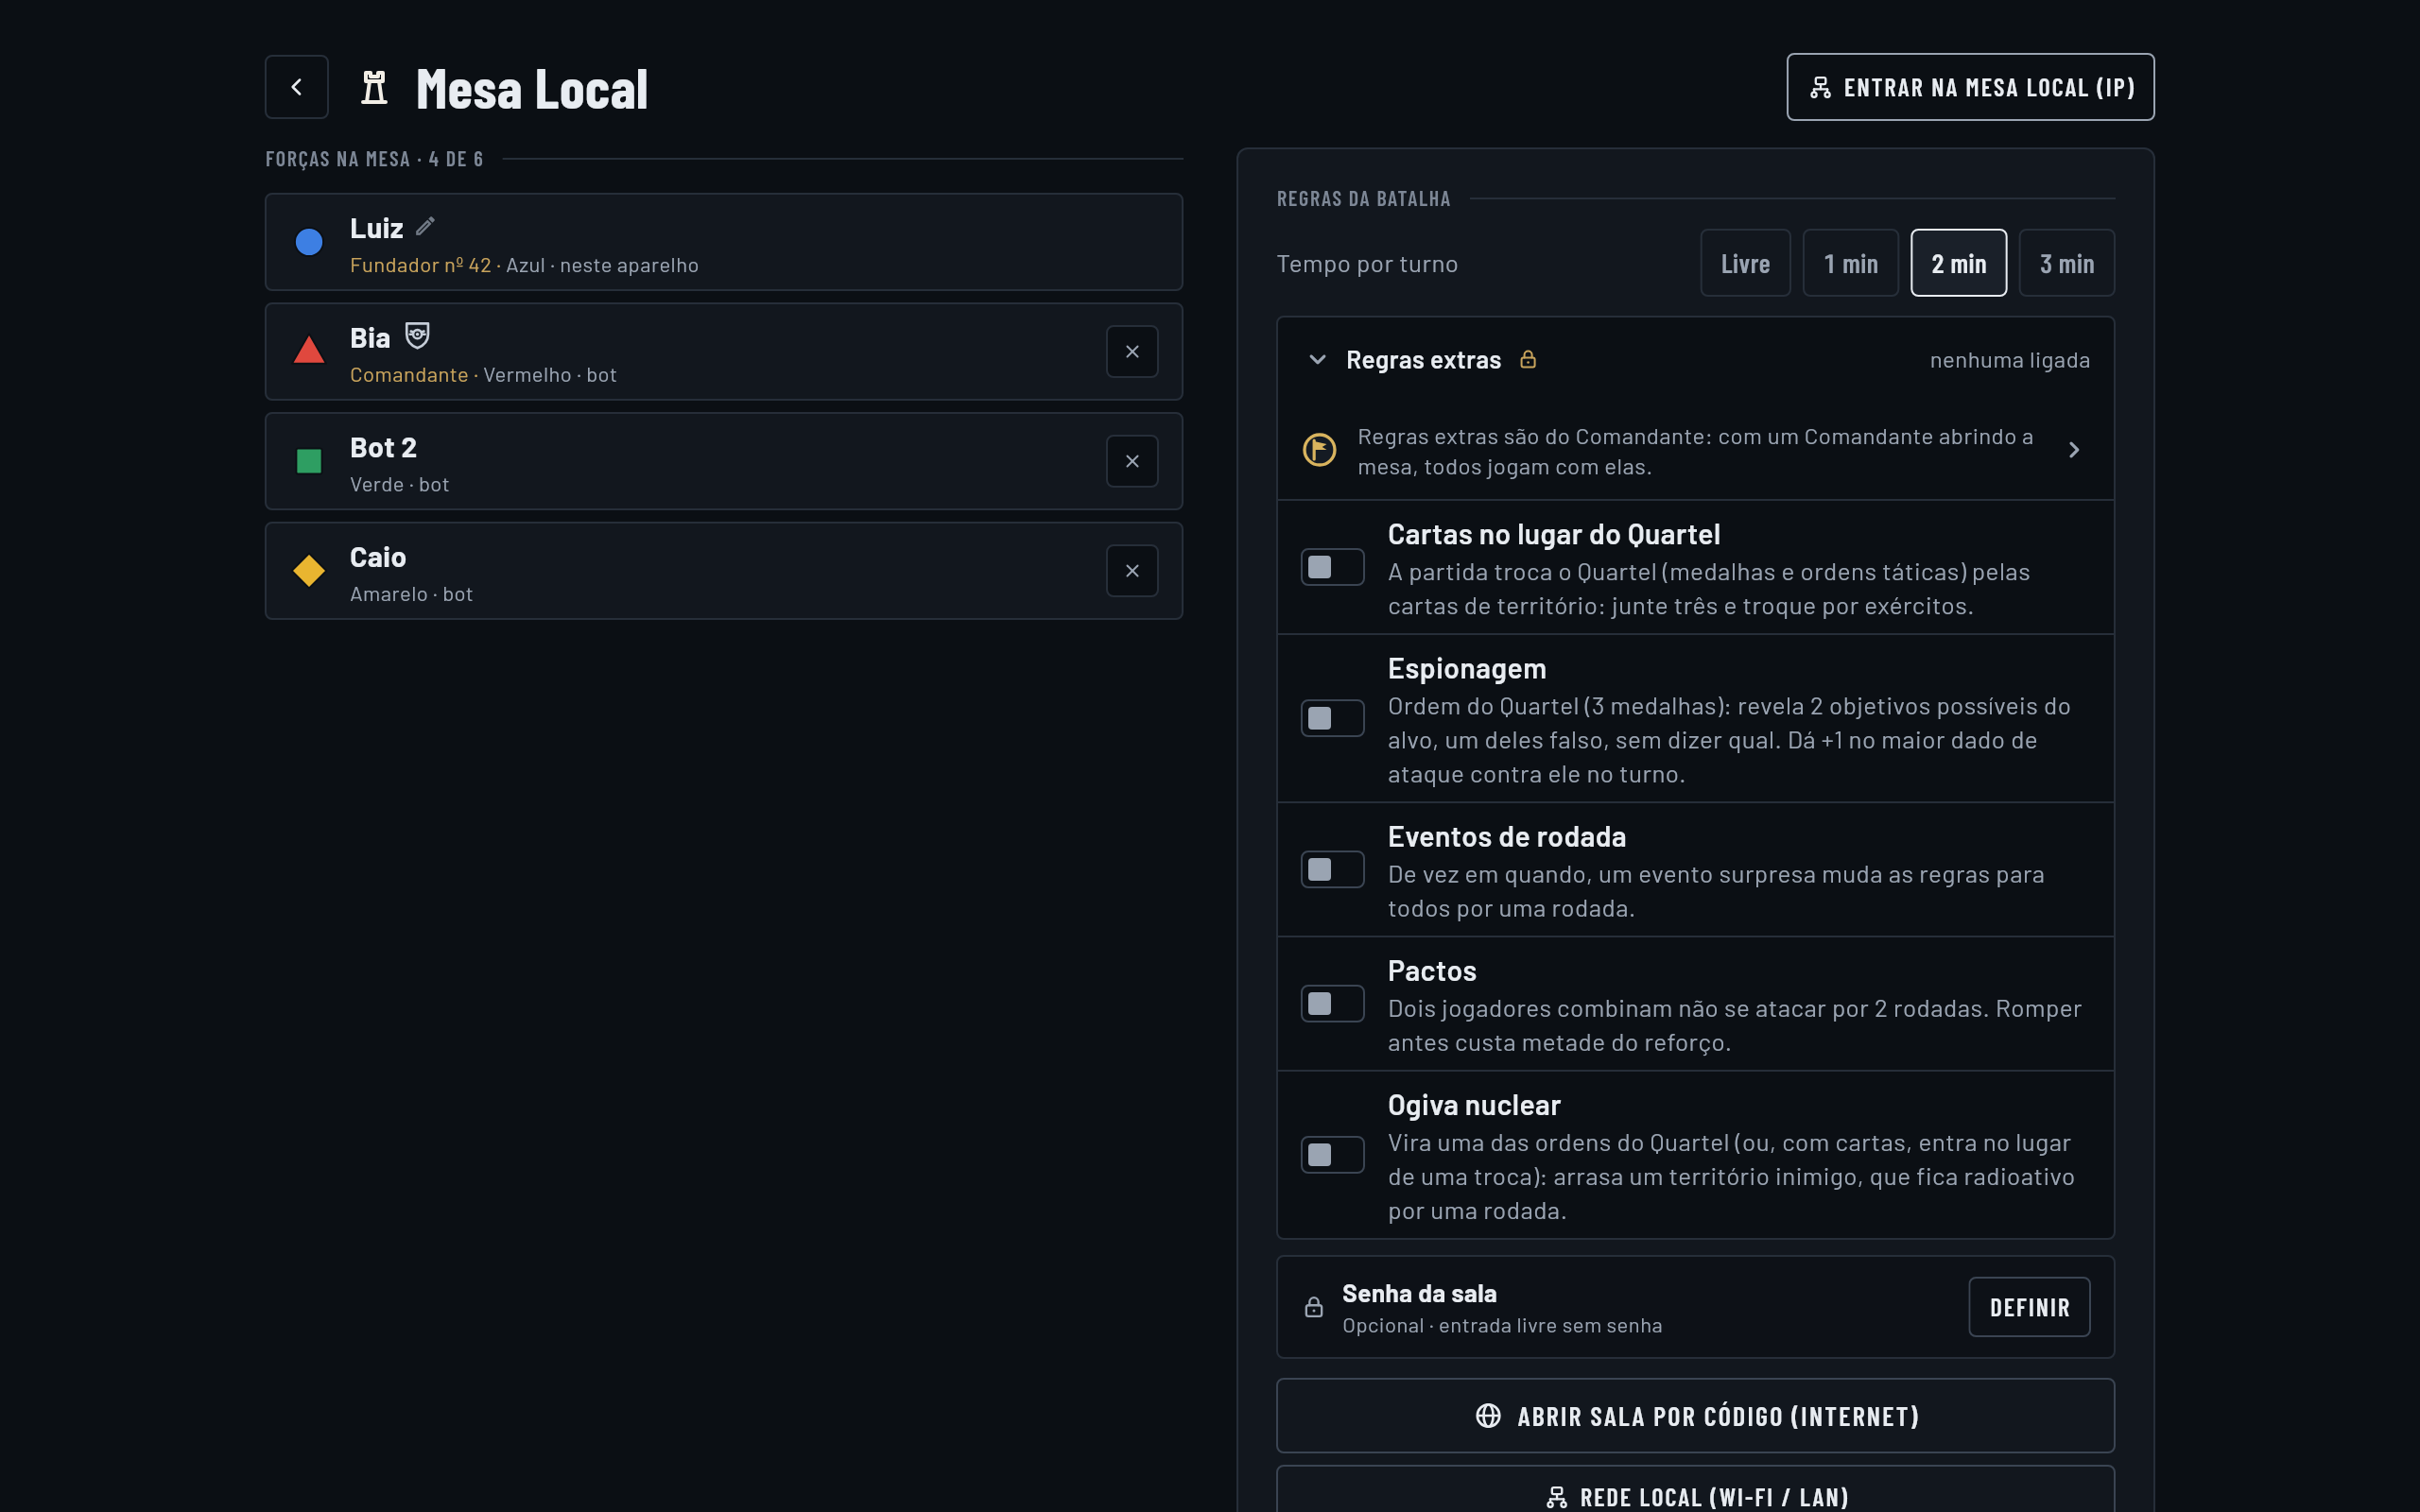 Mesa Local
ENTRAR NA MESA LOCAL (IP)
FORÇAS NA MESA · 4 DE 6
Luiz
Fundador nº 42 · Azul · neste aparelho
Bia
Comandante · Vermelho · bot
Bot 2
Verde · bot
Caio
Amarelo · bot
REGRAS DA BATALHA
Tempo por turno
Livre
1 min
2 min
3 min
Regras extras
nenhuma ligada
Regras extras são do Comandante: com um Comandante abrindo a
mesa, todos jogam com elas.
Cartas no lugar do Quartel
A partida troca o Quartel (medalhas e ordens táticas) pelas
cartas de território: junte três e troque por exércitos.
Espionagem
Ordem do Quartel (3 medalhas): revela 2 objetivos possíveis do
alvo, um deles falso, sem dizer qual. Dá +1 no maior dado de
ataque contra ele no turno.
Eventos de rodada
De vez em quando, um evento surpresa muda as regras para
todos por uma rodada.
Pactos
Dois jogadores combinam não se atacar por 2 rodadas. Romper
antes custa metade do reforço.
Ogiva nuclear
Vira uma das ordens do Quartel (ou, com cartas, entra no lugar
de uma troca): arrasa um território inimigo, que fica radioativo
por uma rodada.
Senha da sala
Opcional · entrada livre sem senha
DEFINIR
ABRIR SALA POR CÓDIGO (INTERNET)
REDE LOCAL (WI-FI / LAN)